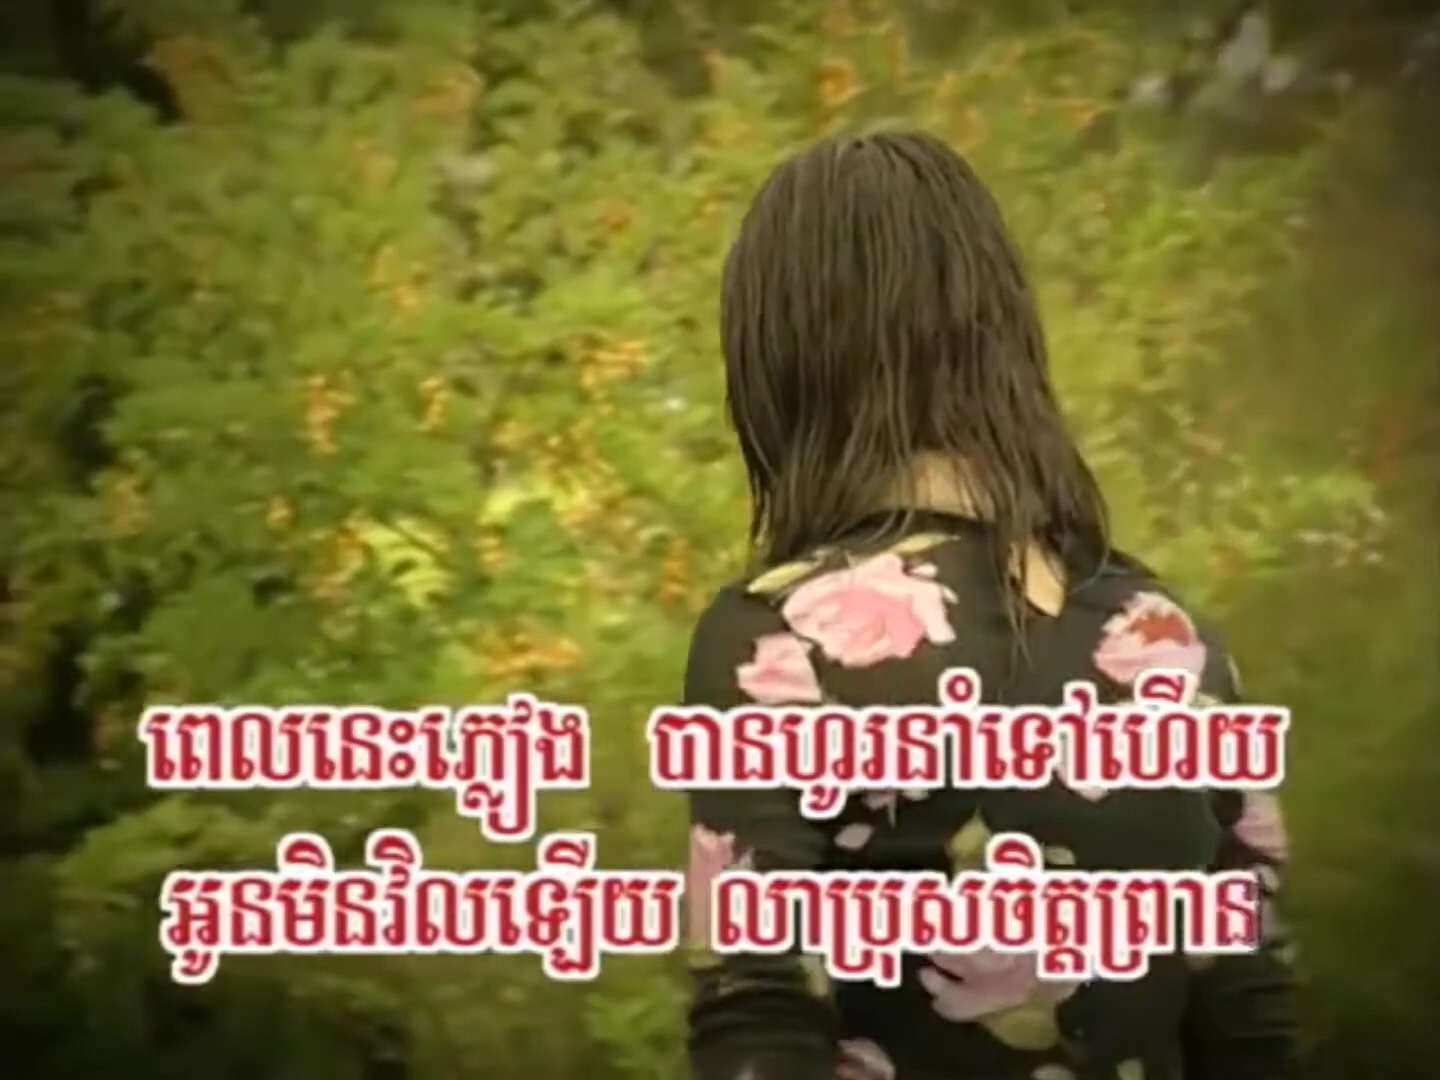 ពេលនេះភ្លៀង បានហូរនាំទៅហើយ
អូនមិនវិលឡើយ លាប្រុសចិត្តព្រាន